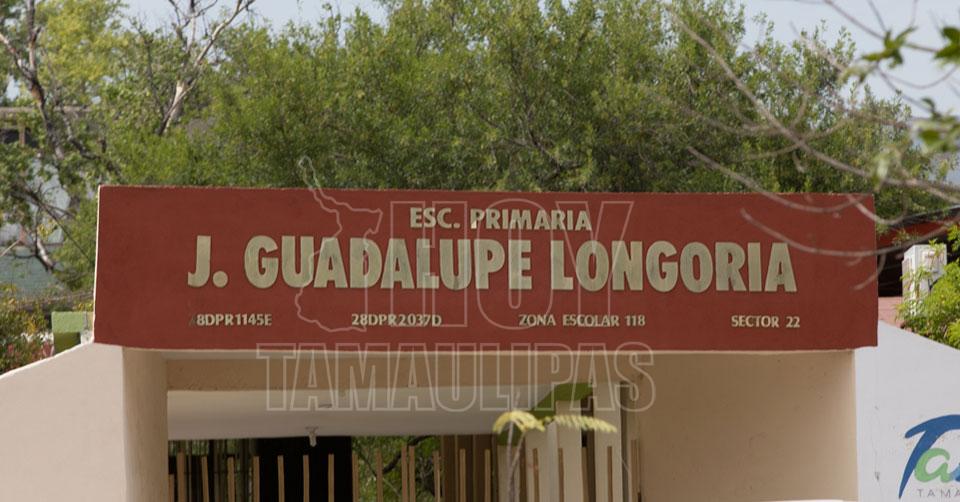 ESC. PRIMARIA
J. GUADALUPE LONGORIA
8DPR1145E 28DPR2037D ZONA ESCOLAR 118 SECTOR 22
HOY
TAMAULIPAS